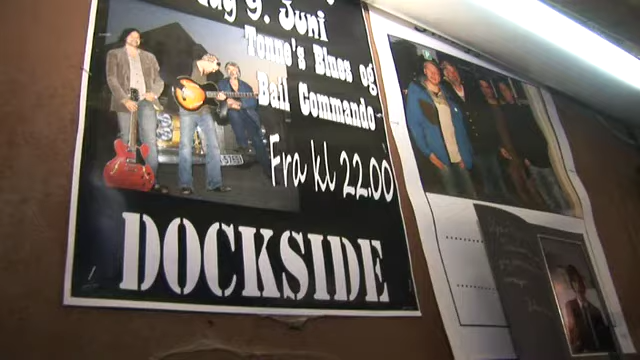 9. Juni
Tonne's Blues og
Bail Commando
Fra kl 22.00
DOCKSIDE